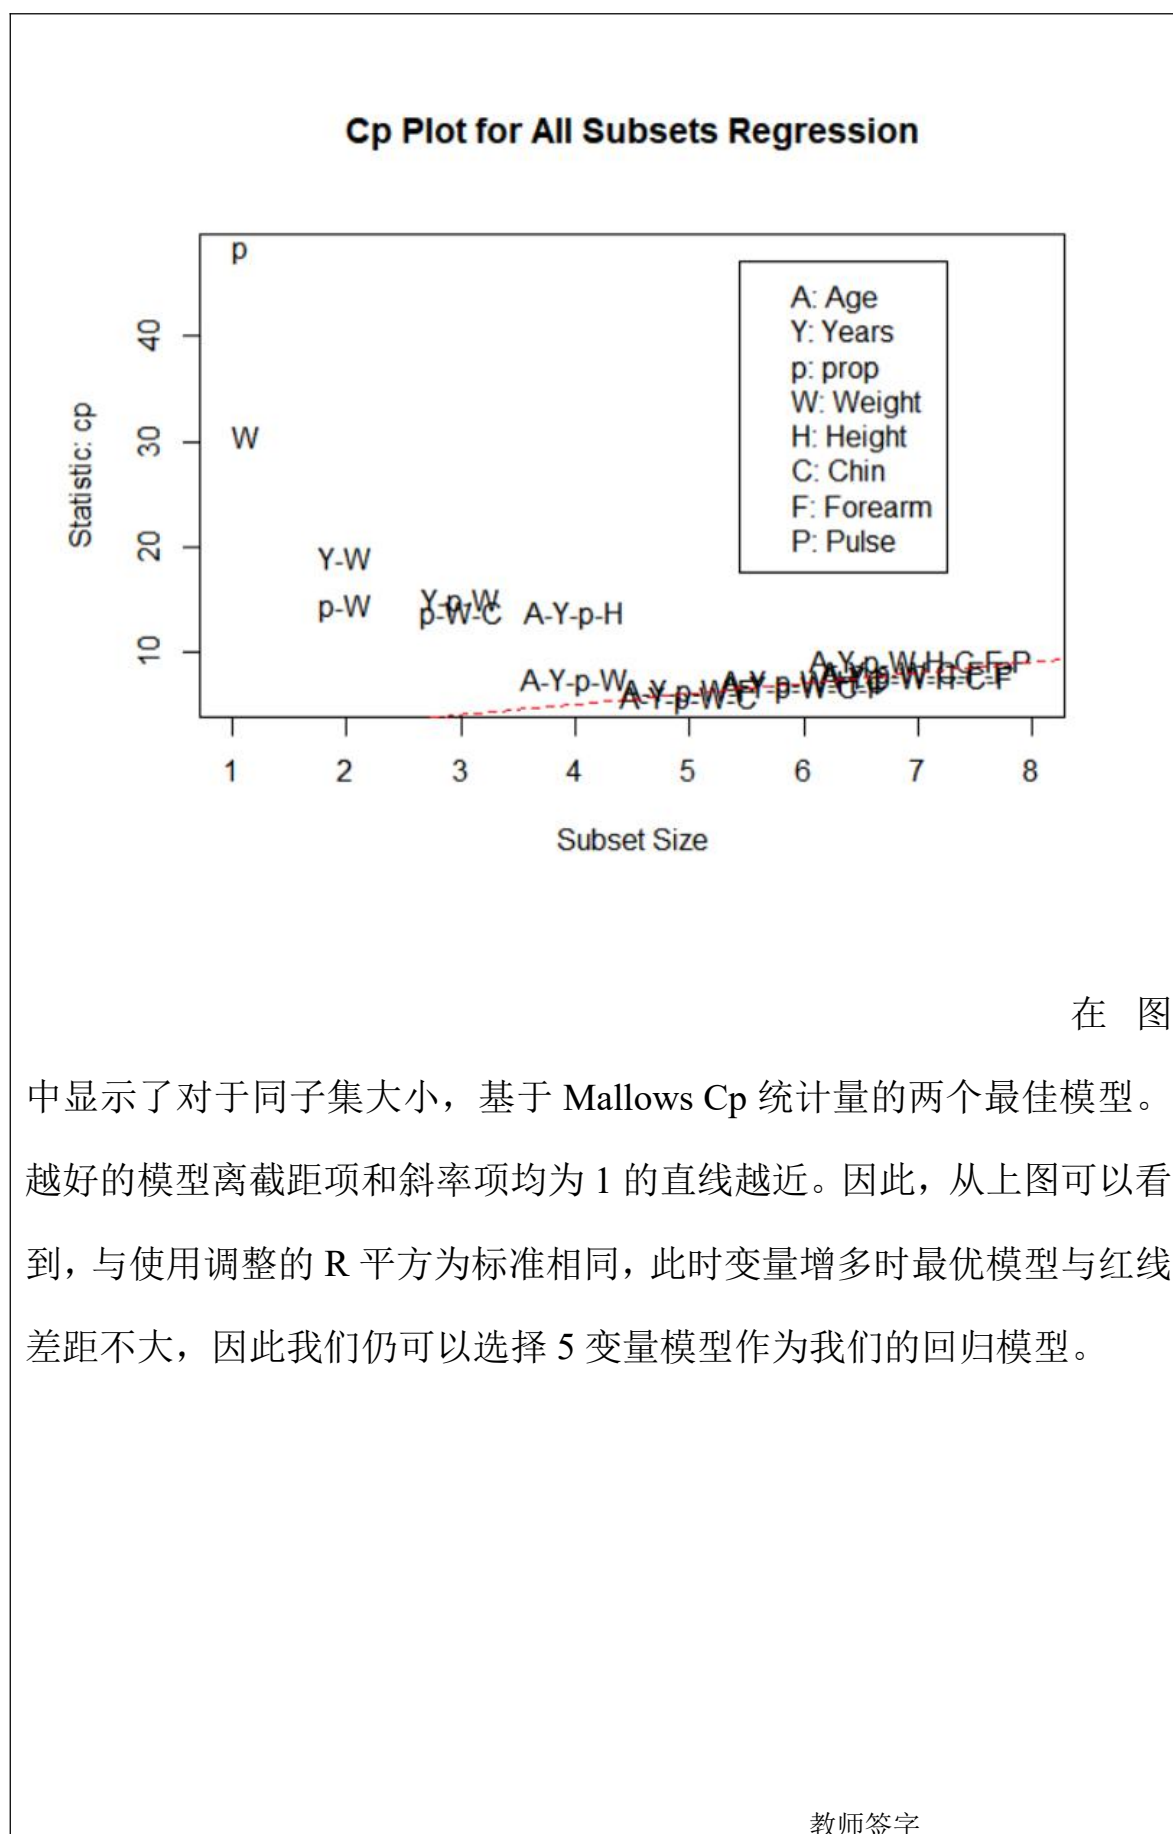 Cp Plot for All Subsets Regression
p
W
Y-W
p-W
Y-p-W
p-W-C
A-Y-p-H
A-Y-p-W
A-Y-p-W-C
A-Y-p-W-H-C-F-P
A: Age
Y: Years
p: prop
W: Weight
H: Height
C: Chin
F: Forearm
P: Pulse
Statistic: cp
40
30
20
10
1 2 3 4 5 6 7 8
Subset Size
在 图
中显示了对于同子集大小，基于 Mallows Cp 统计量的两个最佳模型。
越好的模型离截距项和斜率项均为 1 的直线越近。因此，从上图可以看
到，与使用调整的 R 平方为标准相同，此时变量增多时最优模型与红线
差距不大，因此我们仍可以选择 5 变量模型作为我们的回归模型。
教师签字